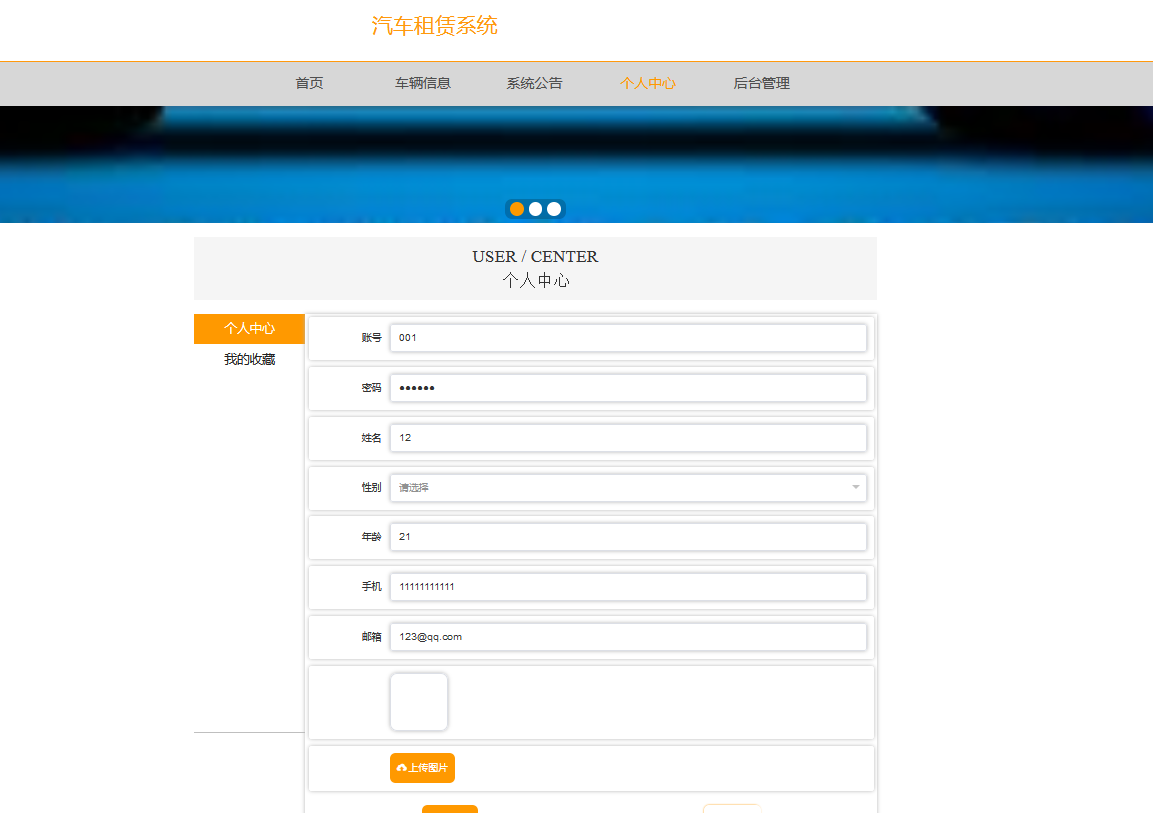 汽车租赁系统
首页 车辆信息 系统公告 个人中心 后台管理
USER / CENTER
个人中心
个人中心
我的收藏
账号 001
密码 ●●●●●●
姓名 12
性别 请选择
年龄 21
手机 11111111111
邮箱 123@qq.com
上传图片